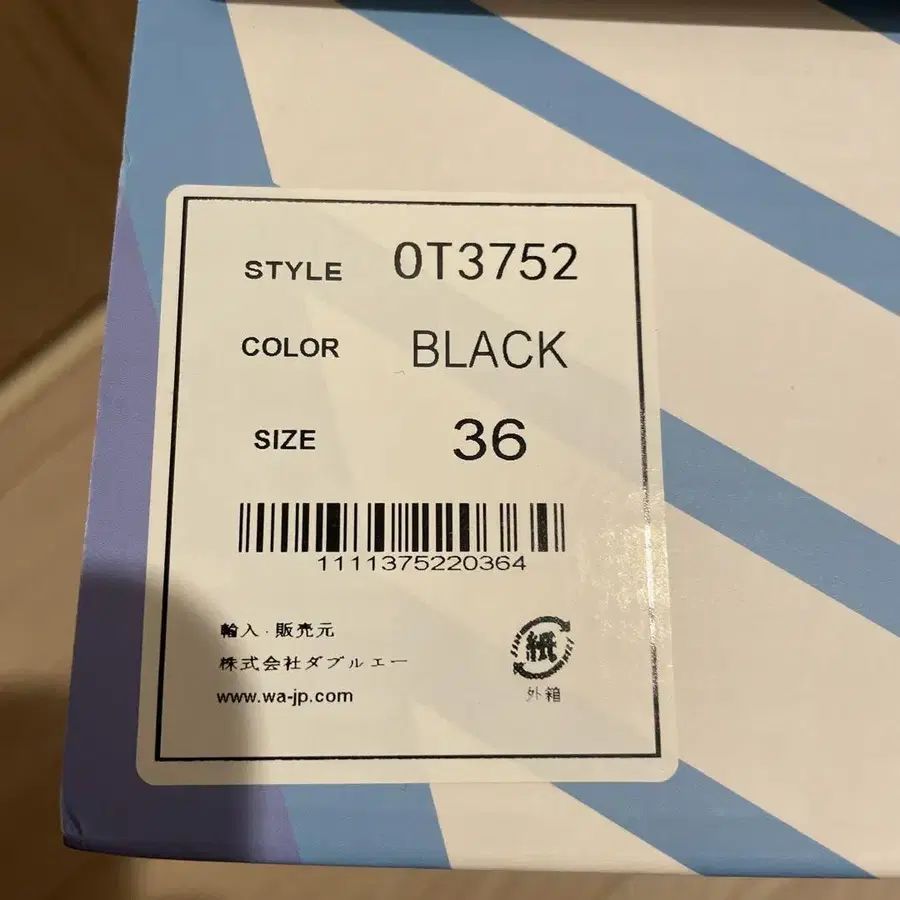 STYLE OT3752
COLOR BLACK
SIZE 36
1111375220364
輸入・販売元
株式会社ダブルエー
www.wa-jp.com
紙
外箱